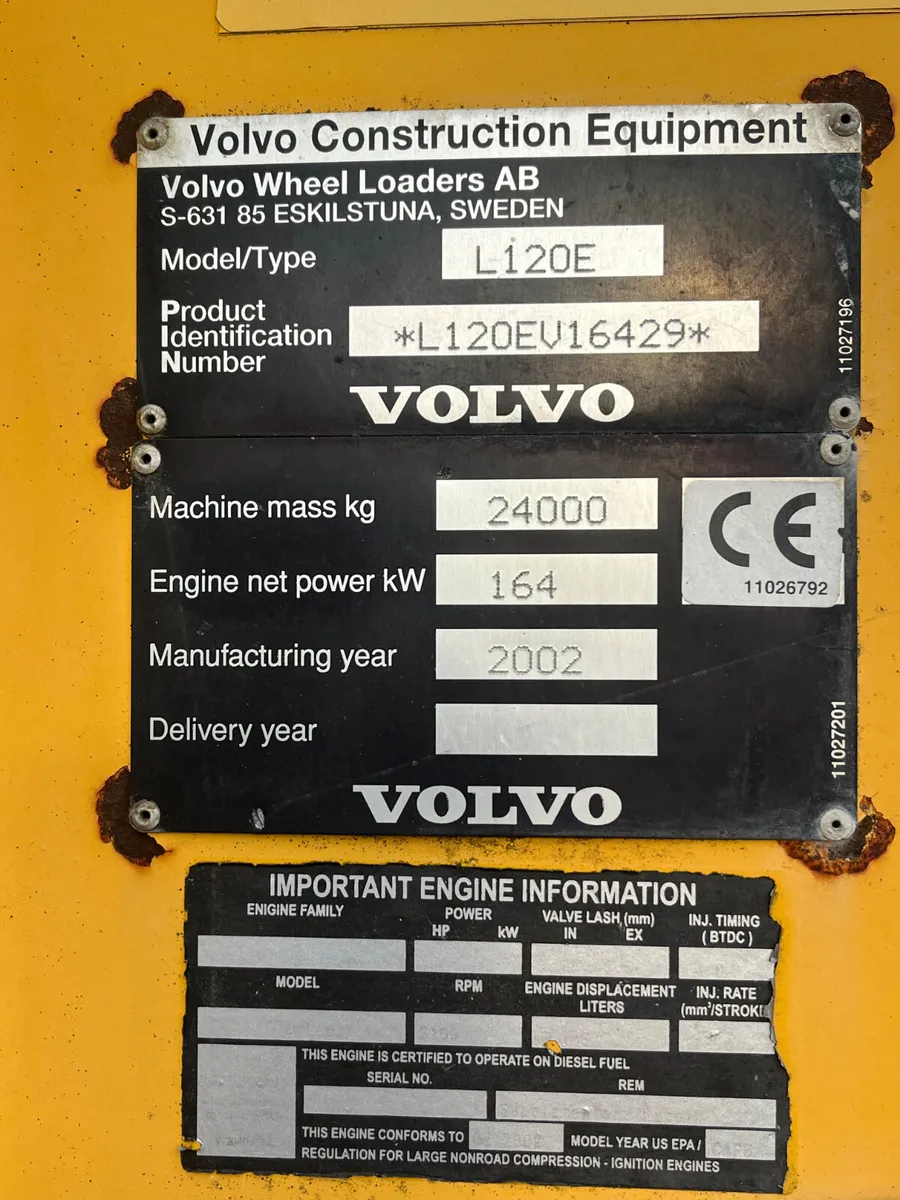 Volvo Construction Equipment
Volvo Wheel Loaders AB
S-631 85 ESKILSTUNA, SWEDEN
Model/Type L120E
Product
Identification
Number
*L120EV16429*
11027196
VOLVO
Machine mass kg 24000
CE
11026792
Engine net power kW 164
Manufacturing year 2002
Delivery year
11027201
VOLVO
IMPORTANT ENGINE INFORMATION
ENIGINE FAMILY POWER VALVE LASH (mm) INJ. TIMING
HP kW IN EX (BTDC)
MODEL RPM ENGINE DISPLACEMENT INJ. RATE
LITERS (mm³/STROKE
THIS ENGINE IS CERTIFIED TO OPERATE ON DIESEL FUEL
SERIAL NO. REM
THIS ENGINE CONFORMS TO MODEL YEAR US EPA /
REGULATION FOR LARGE NONROAD COMPRESSION - IGNITION ENGINES